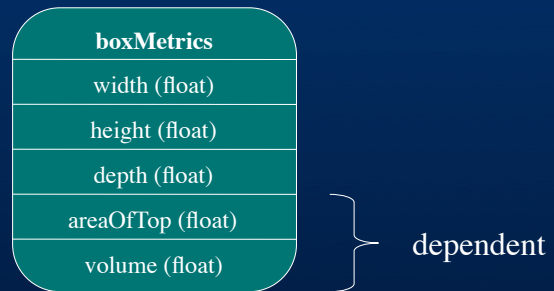 boxMetrics
width (float)
height (float)
depth (float)
areaOfTop (float)
volume (float)
dependent